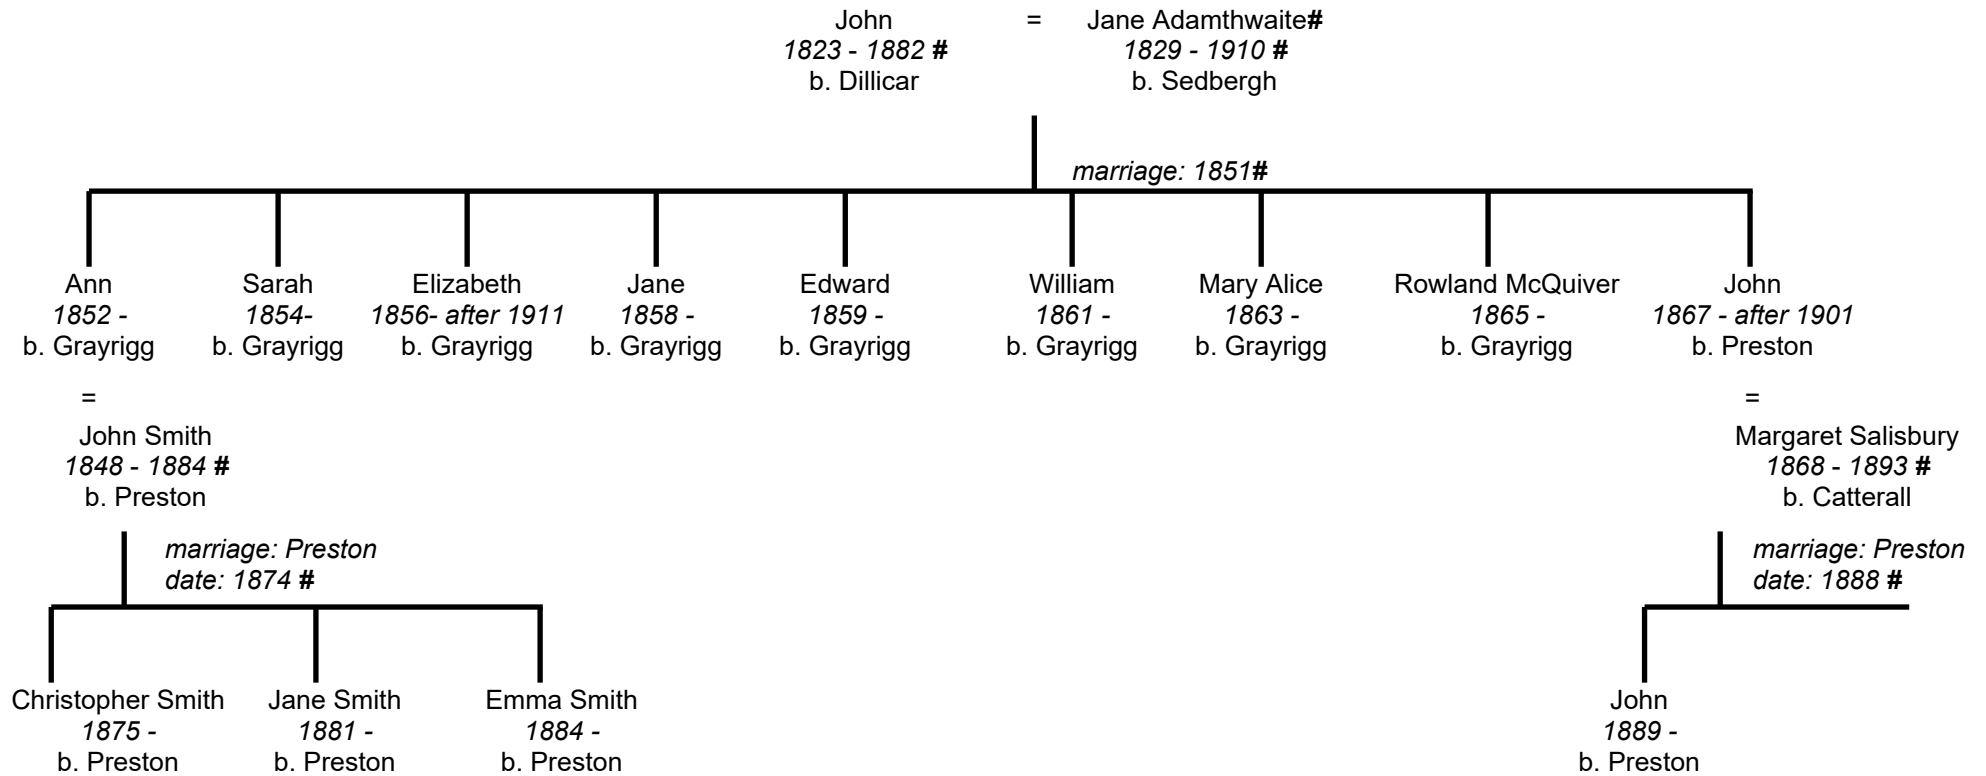 John = Jane Adamthwaite#
1823 - 1882 # 1829 - 1910 #
b. Dillicar b. Sedbergh
marriage: 1851#
Ann Sarah Elizabeth Jane Edward William Mary Alice Rowland McQuiver John
1852 - 1854- 1856- after 1911 1858 - 1859 - 1861 - 1863 - 1865 - 1867 - after 1901
b. Grayrigg b. Grayrigg b. Grayrigg b. Grayrigg b. Grayrigg b. Grayrigg b. Grayrigg b. Grayrigg b. Preston
= =
John Smith Margaret Salisbury
1848 - 1884 # 1868 - 1893 #
b. Preston b. Catterall
marriage: Preston marriage: Preston
date: 1874 # date: 1888 #
Christopher Smith Jane Smith Emma Smith John
1875 - 1881 - 1884 - 1889 -
b. Preston b. Preston b. Preston b. Preston